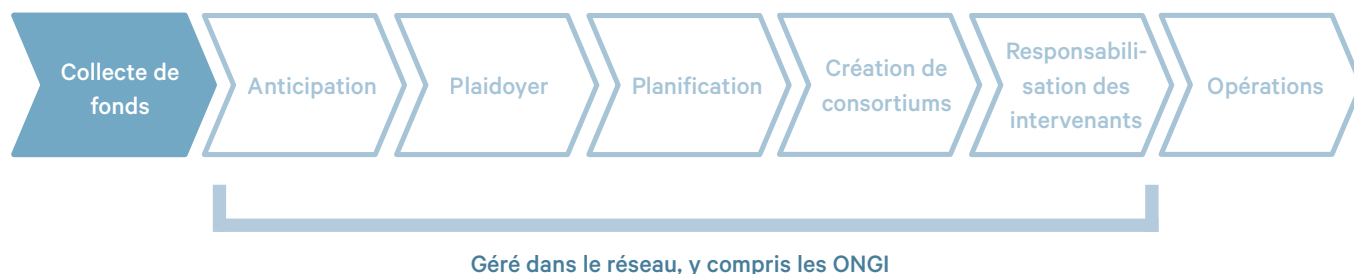 Collecte de
fonds
Anticipation
Plaidoyer
Planification
Création de
consortiums
Responsabili-
sation des
intervenants
Opérations
Géré dans le réseau, y compris les ONGI